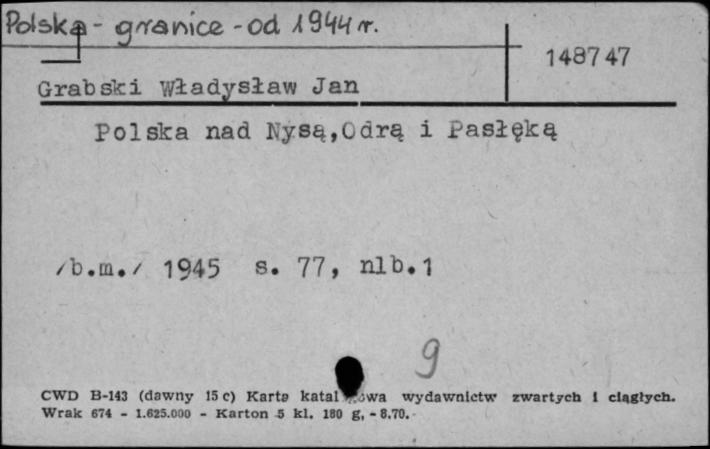 Polska - granice - od 1944 r.
148747
Grabski Władysław Jan
Polska nad Nysą,Odrą i Pasłęką
/b.m./ 1945 s. 77, nlb.1
9
CWD B-143 (dawny 15 c) Karta katal owa wydawnictw zwartych i ciągłych.
Wrak 674 - 1.625.000 - Karton 5 kl. 180 g, - 8.70.